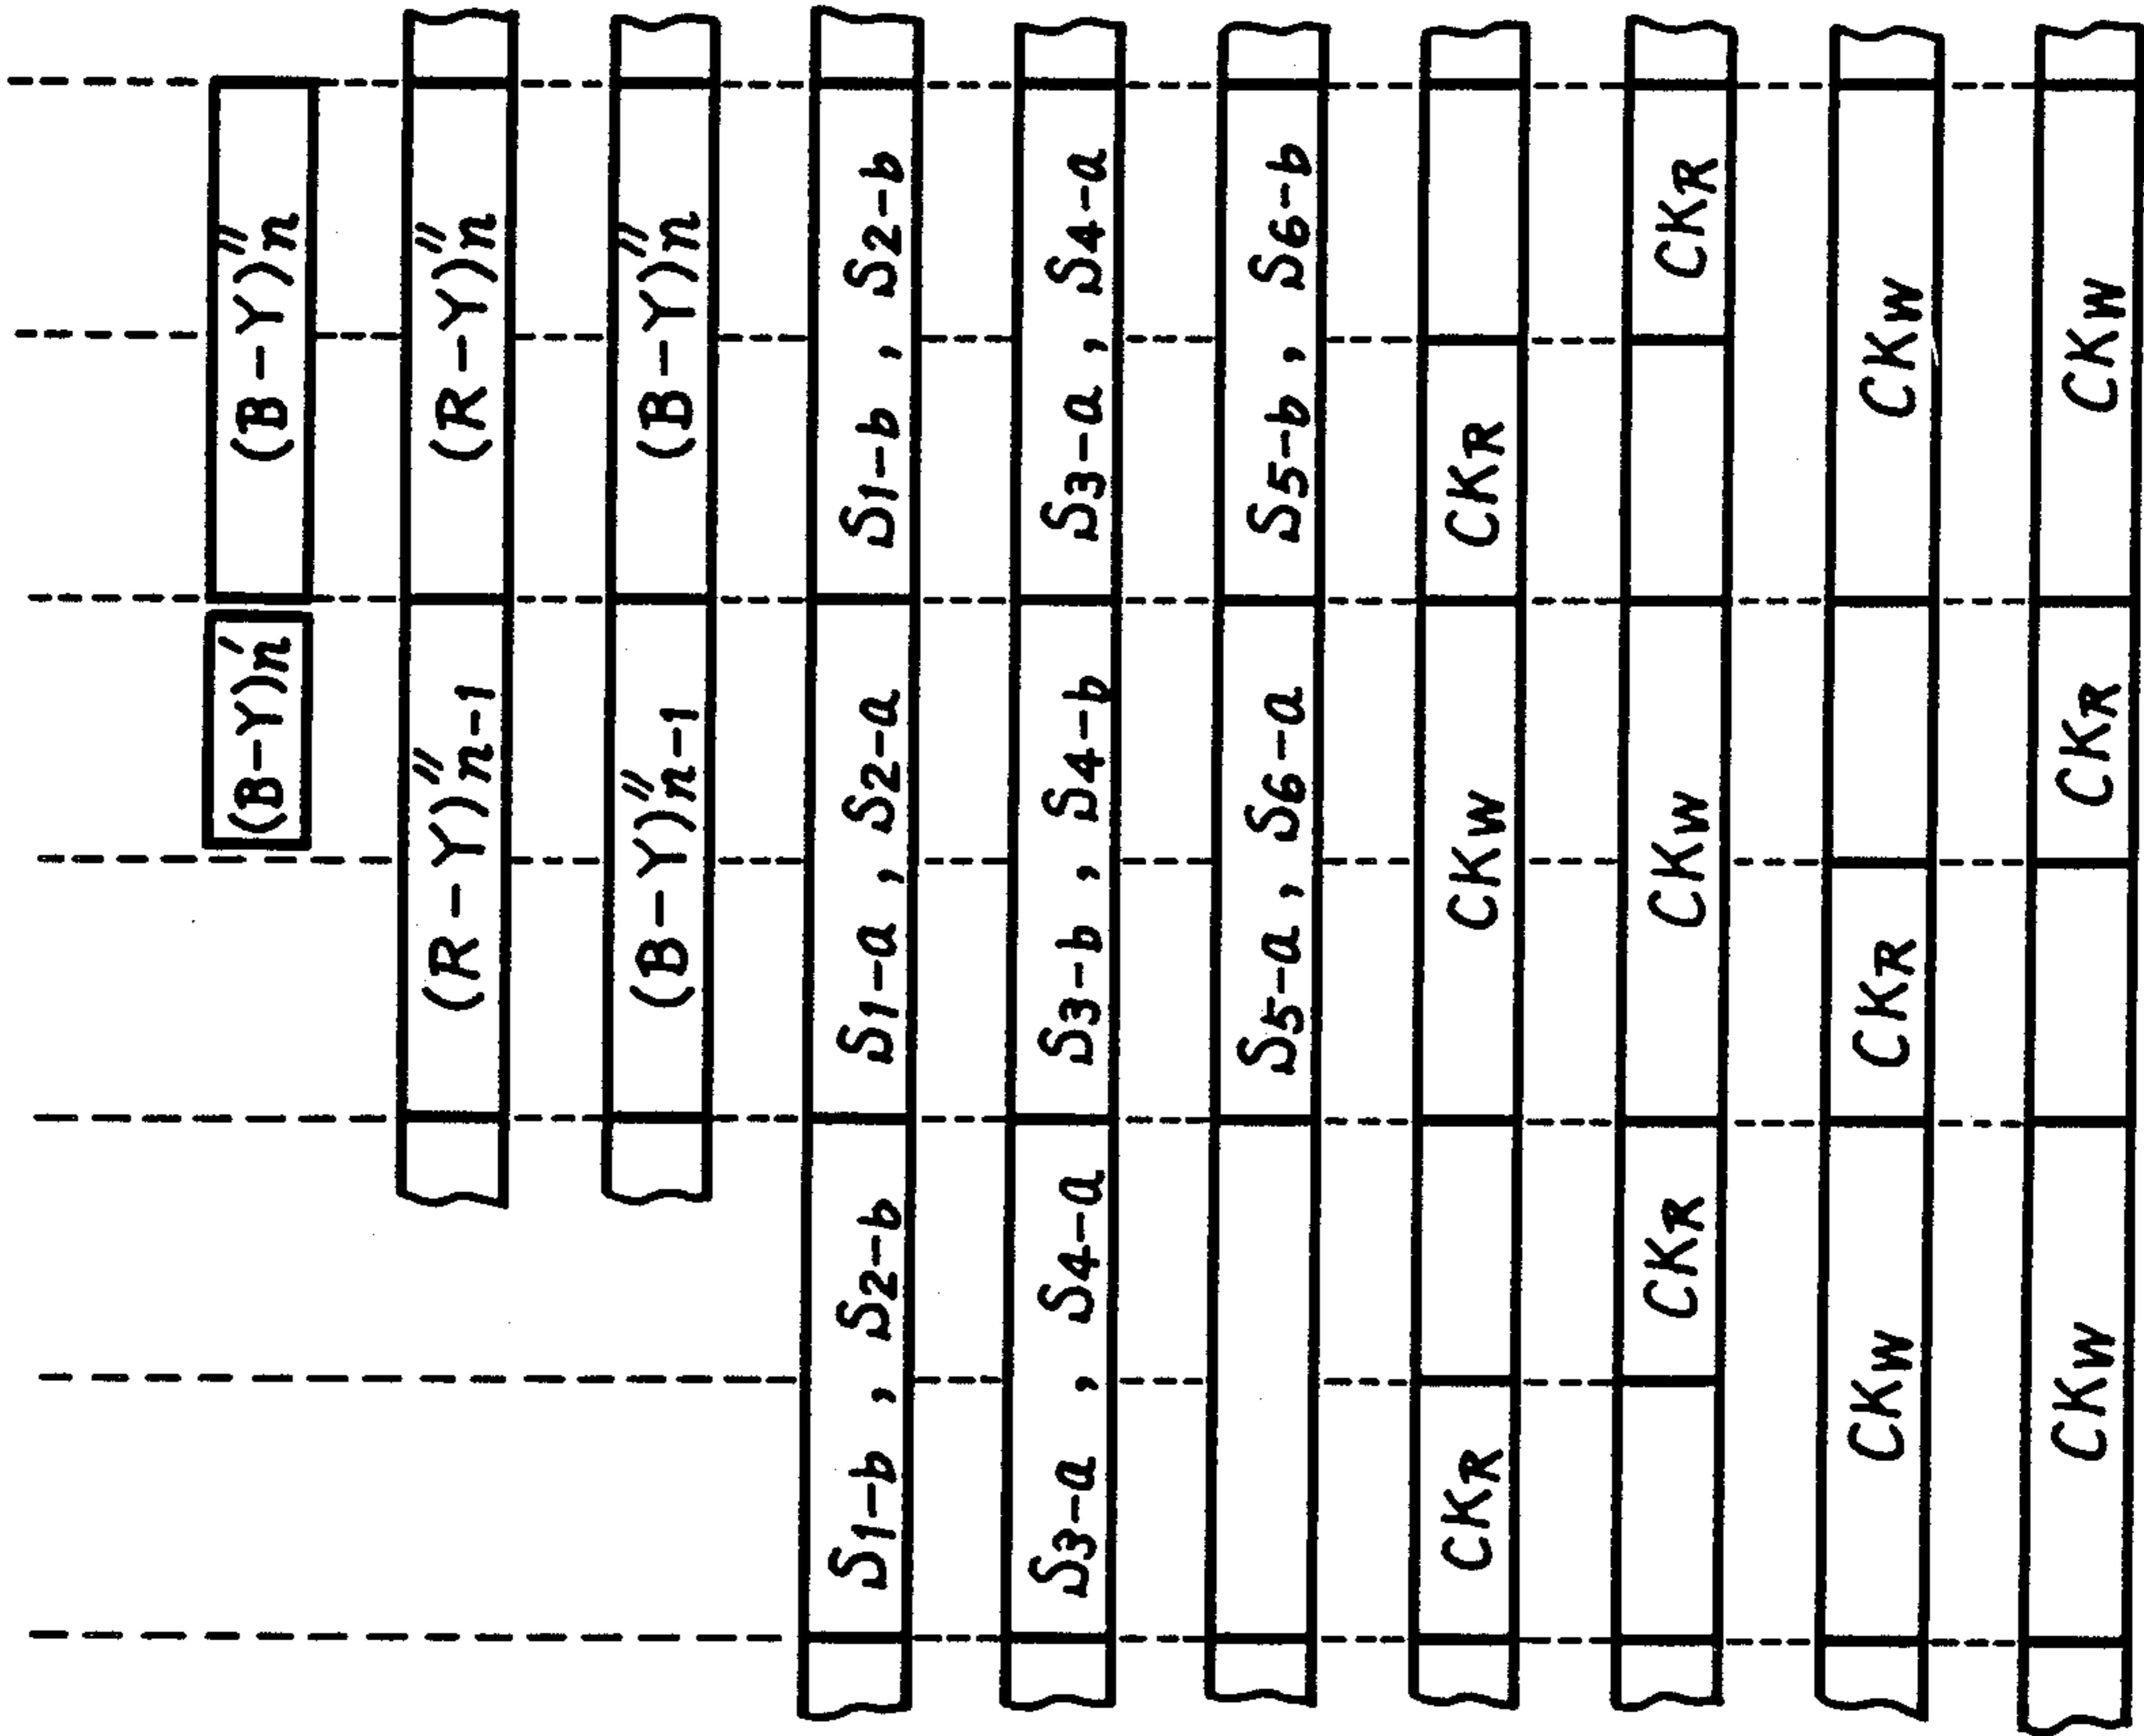 (B-Y)'n (B-Y)''n
(R-Y)''n-1 (R-Y)''n
(B-Y)''n-1 (B-Y)''n
S1-b, S2-b S1-a, S2-a S1-b, S2-b
S3-a, S4-a S3-b, S4-b S3-a, S4-a
S5-a, S6-a S5-b, S6-b
CKR CKW CKR
CKR CKW CKR
CKW CKR CKW
CKW CKR CKW